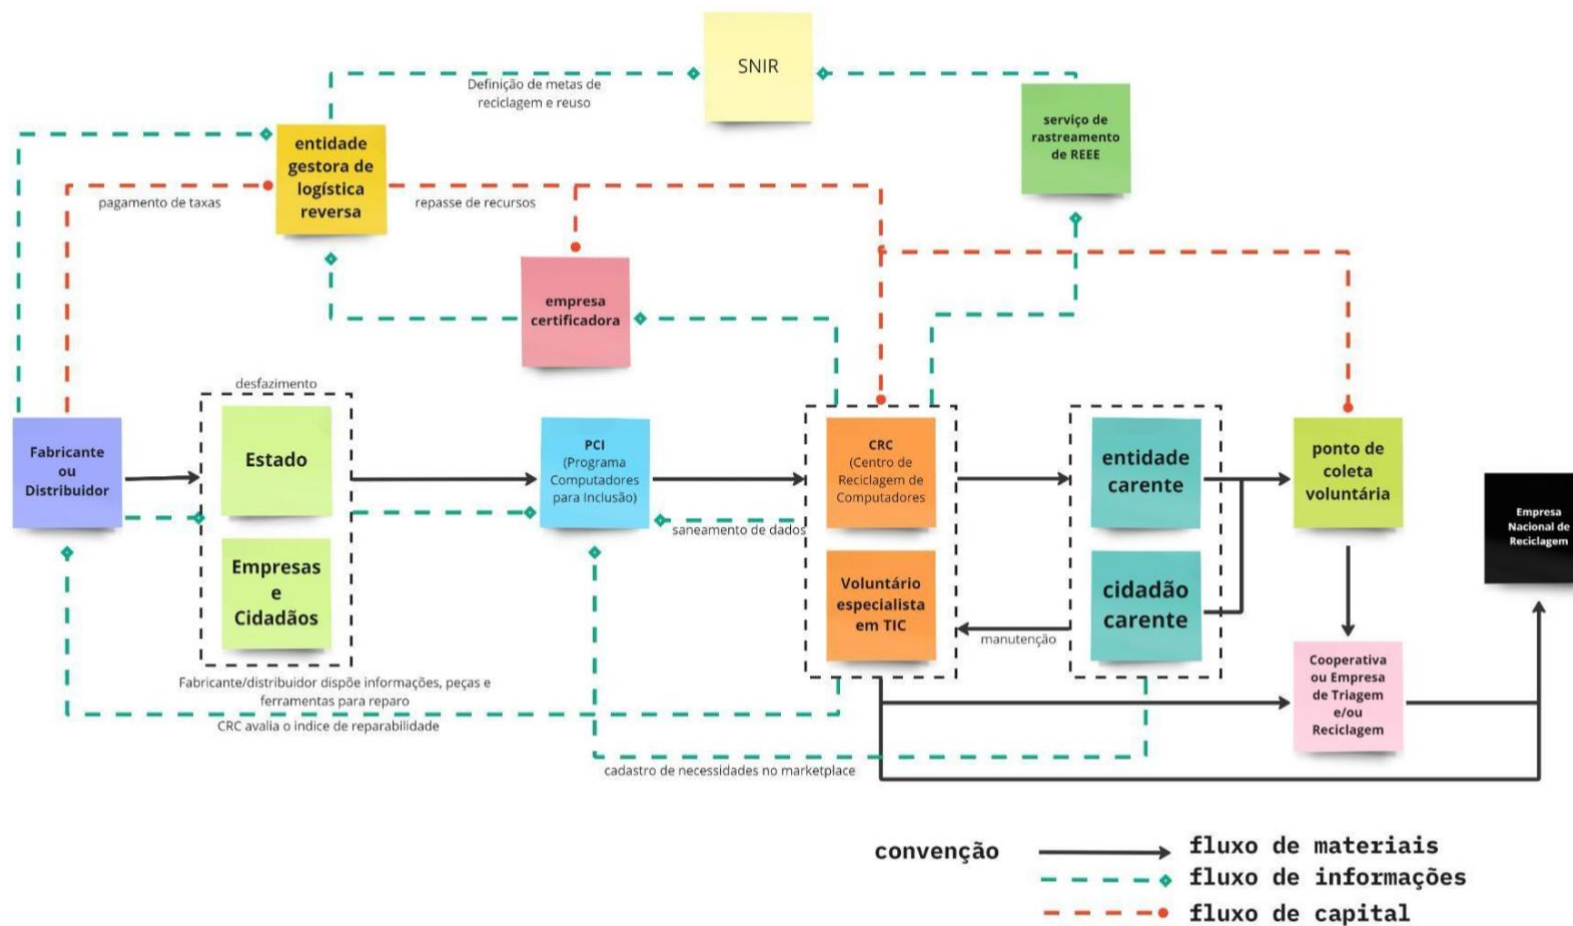 SNIR
Definição de metas de
reciclagem e reuso
serviço de
rastreamento
de REEE
entidade
gestora de
logística
reversa
pagamento de taxas
repasse de recursos
empresa
certificadora
desfazimento
Fabricante
ou
Distribuidor
Estado
Empresas
e
Cidadãos
PCI
(Programa
Computadores
para Inclusão)
saneamento de dados
CRC
(Centro de
Reciclagem de
Computadores
Voluntário
especialista
em TIC
entidade
carente
cidadão
carente
manutenção
ponto de
coleta
voluntária
Empresa
Nacional de
Reciclagem
Cooperativa
ou Empresa
de Triagem
e/ou
Reciclagem
Fabricante/distribuidor dispõe informações, peças e
ferramentas para reparo
CRC avalia o indice de reparabilidade
cadastro de necessidades no marketplace
convenção
fluxo de materiais
fluxo de informações
fluxo de capital